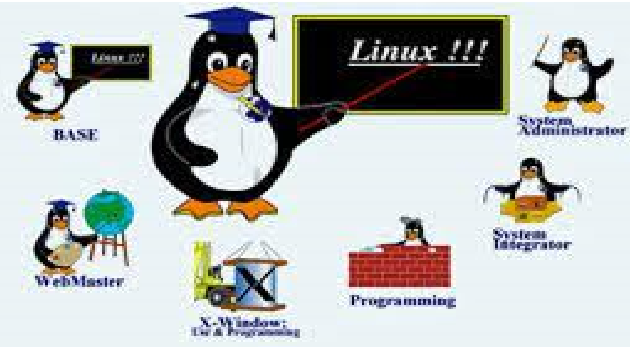 Linux !!!
Linux !!!
BASE
System
Administrator
WebMaster
System
Integrator
X-Window:
Use & Programming
Programming